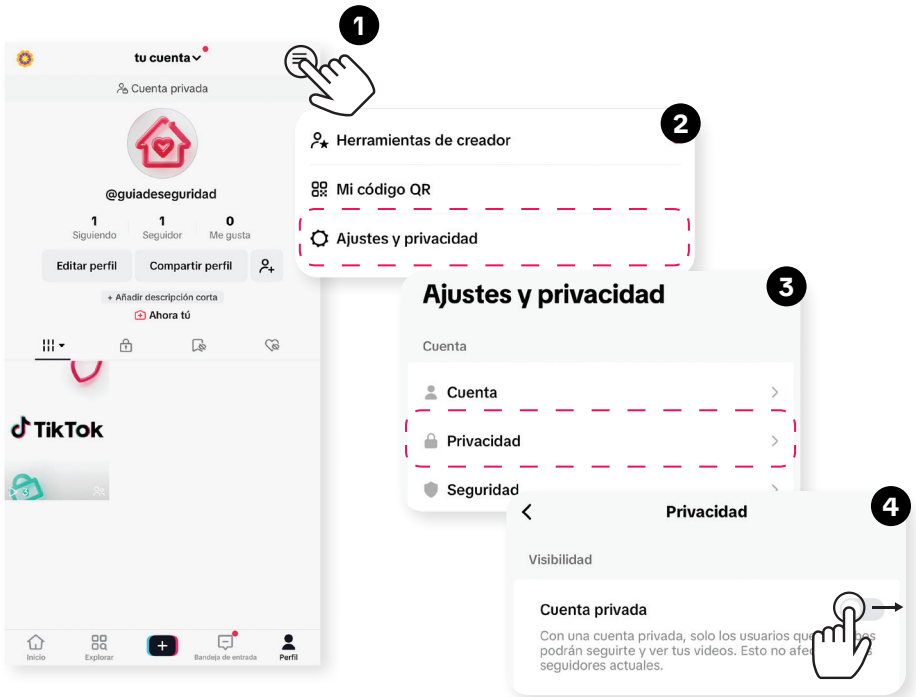 1
tu cuenta
Cuenta privada
@guiadeseguridad
1 1 0
Siguiendo Seguidor Me gusta
Editar perfil Compartir perfil
+ Añadir descripción corta
Ahora tú
TikTok
3
Inicio Explorar Bandeja de entrada Perfil
2
Herramientas de creador
Mi código QR
Ajustes y privacidad
3
Ajustes y privacidad
Cuenta
Cuenta
Privacidad
Seguridad
4
Privacidad
Visibilidad
Cuenta privada
Con una cuenta privada, solo los usuarios que
podrán seguirte y ver tus videos. Esto no
seguidores actuales.